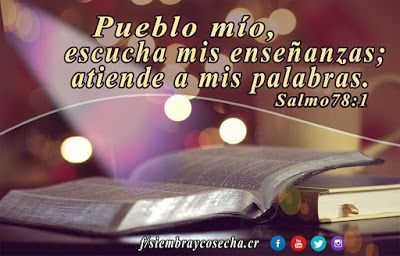 Pueblo mío,
escucha mis enseñanzas;
atiende a mis palabras.
Salmo78:1
f/siembraycosecha.cr